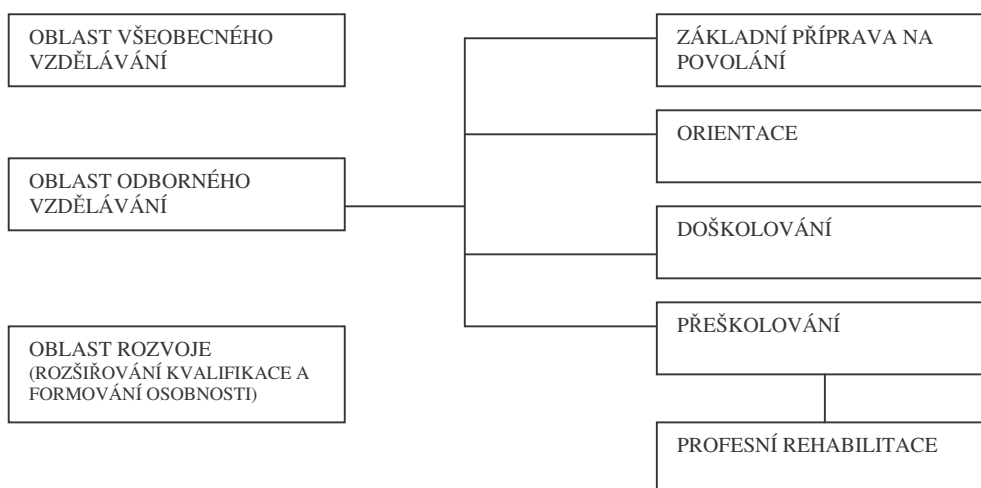 OBLAST VŠEOBECNÉHO
VZDĚLÁVÁNÍ
OBLAST ODBORNÉHO
VZDĚLÁVÁNÍ
OBLAST ROZVOJE
(ROZŠIŘOVÁNÍ KVALIFIKACE A
FORMOVÁNÍ OSOBNOSTI)
ZÁKLADNÍ PŘÍPRAVA NA
POVOLÁNÍ
ORIENTACE
DOŠKOLOVÁNÍ
PŘEŠKOLOVÁNÍ
PROFESNÍ REHABILITACE